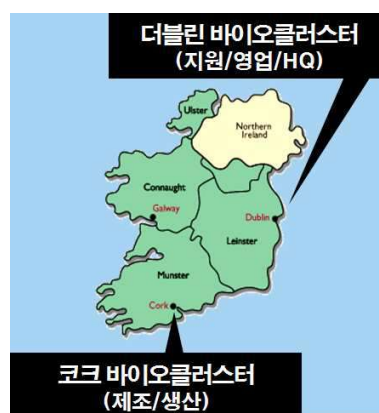 더블린 바이오클러스터
(지원/영업/HQ)
Ulster
Northern
Ireland
Connaught
Galway
Dublin
Leinster
Munster
Cork
코크 바이오클러스터
(제조/생산)